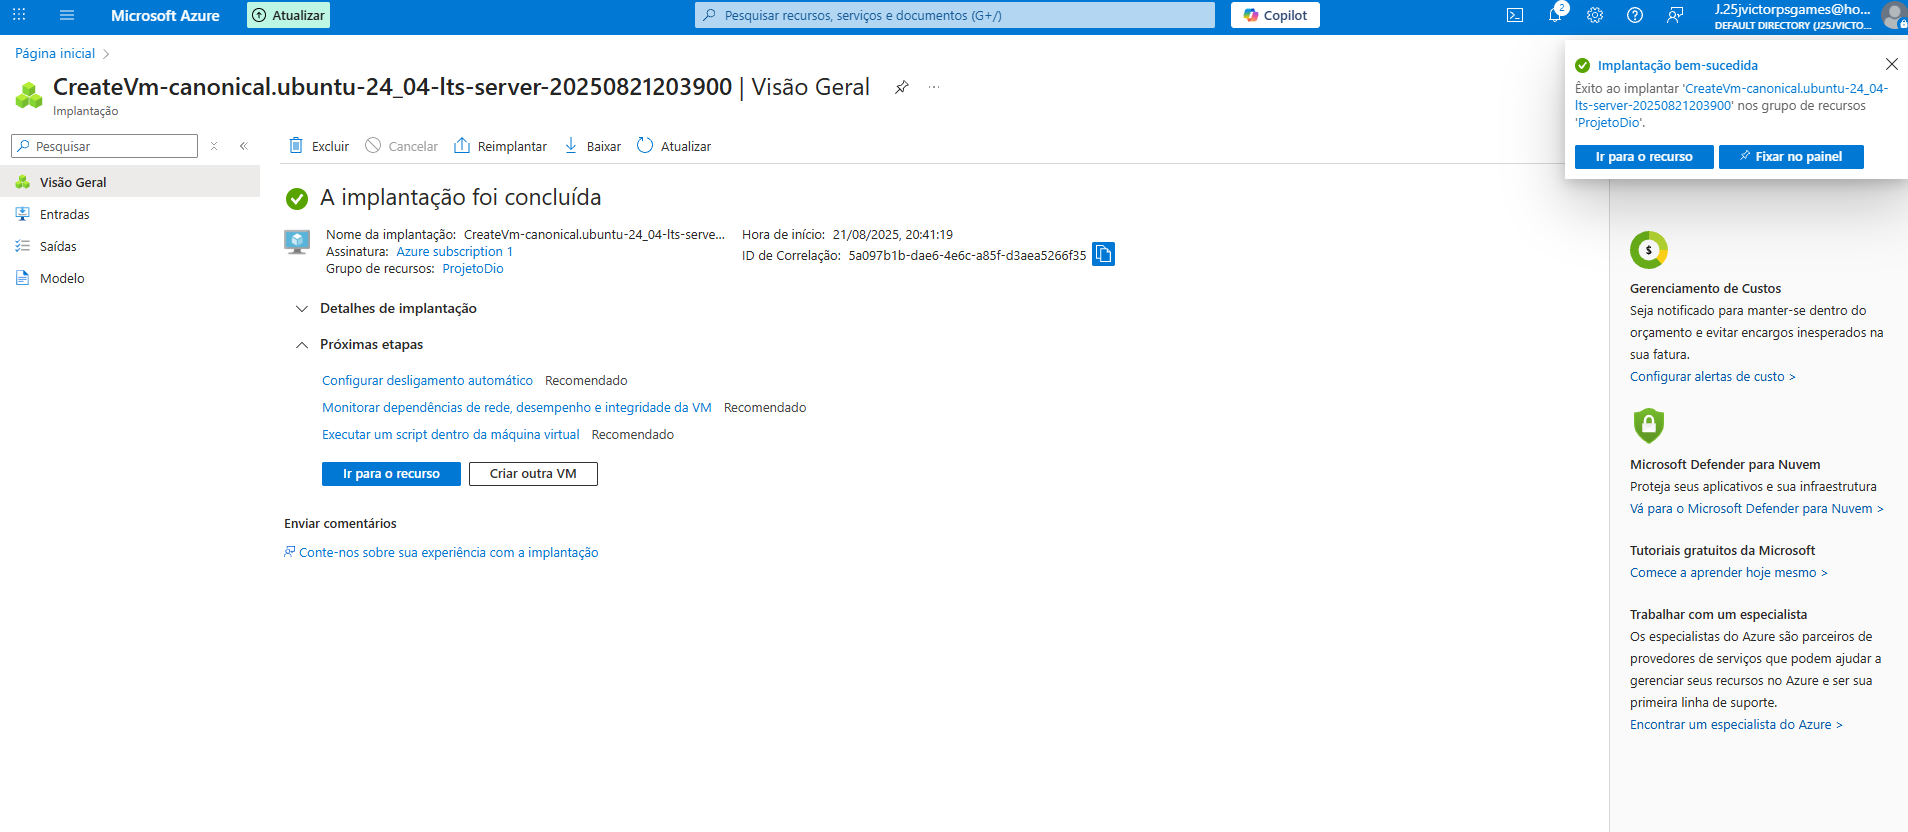 Microsoft Azure
Atualizar
Pesquisar recursos, serviços e documentos (G+/)
Copilot
2
J.25jvictorpsgames@ho...
DEFAULT DIRECTORY (J25JVICTO...
Página inicial
CreateVm-canonical.ubuntu-24_04-lts-server-20250821203900 | Visão Geral
...
Implantação
Implantação bem-sucedida
Êxito ao implantar 'CreateVm-canonical.ubuntu-24_04-
lts-server-20250821203900' nos grupo de recursos
'ProjetoDio'.
Ir para o recurso
Fixar no painel
Pesquisar
Visão Geral
Entradas
Saídas
Modelo
Excluir
Cancelar
Reimplantar
Baixar
Atualizar
A implantação foi concluída
Nome da implantação: CreateVm-canonical.ubuntu-24_04-lts-serve...
Assinatura: Azure subscription 1
Grupo de recursos: ProjetoDio
Hora de início: 21/08/2025, 20:41:19
ID de Correlação: 5a097b1b-dae6-4e6c-a85f-d3aea5266f35
Detalhes de implantação
Próximas etapas
Configurar desligamento automático Recomendado
Monitorar dependências de rede, desempenho e integridade da VM Recomendado
Executar um script dentro da máquina virtual Recomendado
Ir para o recurso
Criar outra VM
Enviar comentários
Conte-nos sobre sua experiência com a implantação
$
Gerenciamento de Custos
Seja notificado para manter-se dentro do
orçamento e evitar encargos inesperados na
sua fatura.
Configurar alertas de custo >
Microsoft Defender para Nuvem
Proteja seus aplicativos e sua infraestrutura
Vá para o Microsoft Defender para Nuvem >
Tutoriais gratuitos da Microsoft
Comece a aprender hoje mesmo >
Trabalhar com um especialista
Os especialistas do Azure são parceiros de
provedores de serviços que podem ajudar a
gerenciar seus recursos no Azure e ser sua
primeira linha de suporte.
Encontrar um especialista do Azure >